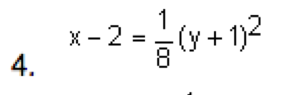 4. x – 2 = 1/8 (y + 1)²